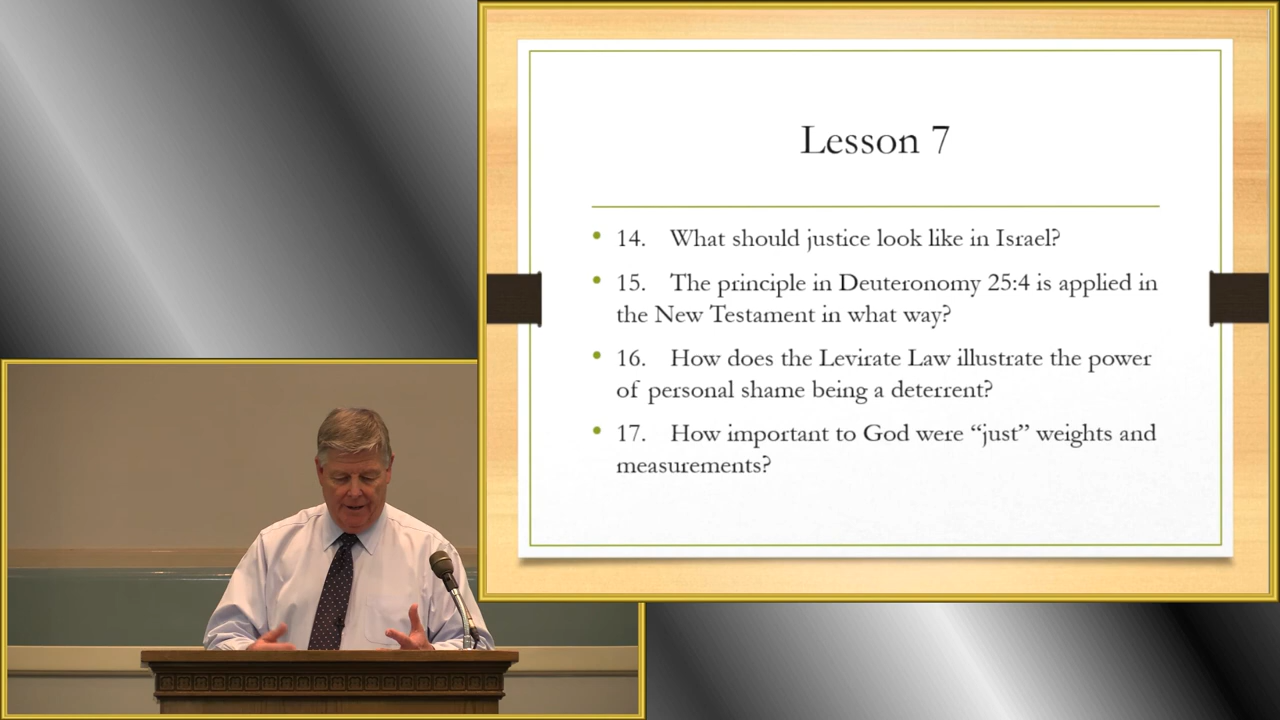 Lesson 7
• 14. What should justice look like in Israel?
• 15. The principle in Deuteronomy 25:4 is applied in
the New Testament in what way?
• 16. How does the Levirate Law illustrate the power
of personal shame being a deterrent?
• 17. How important to God were “just” weights and
measurements?